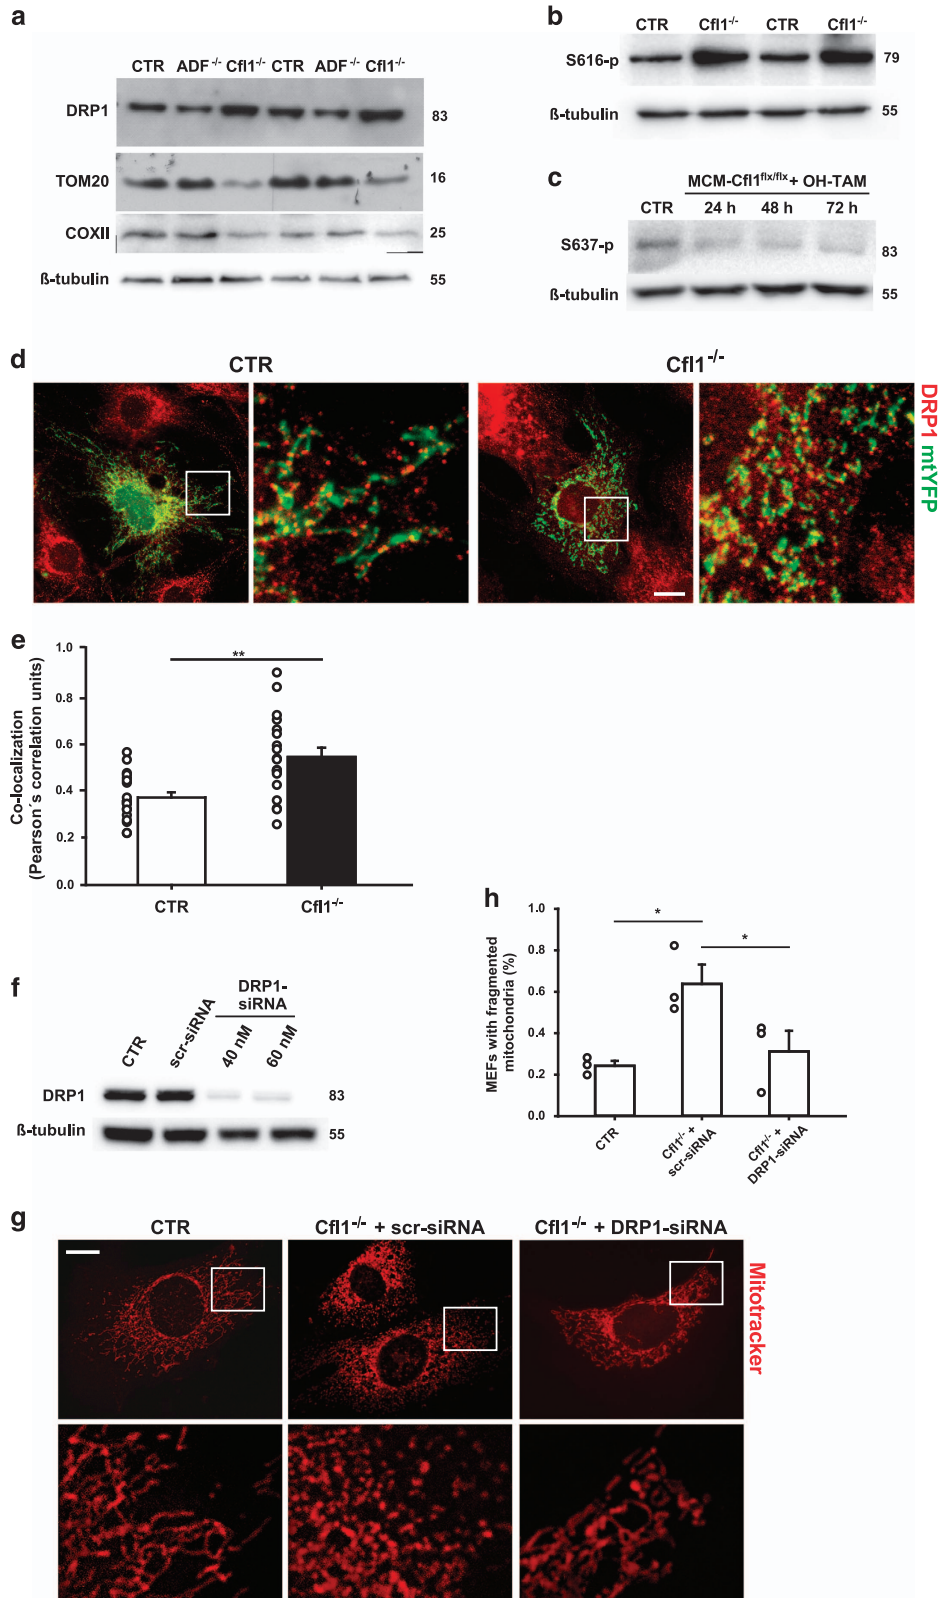 a
CTR ADF-/- Cfl1-/- CTR ADF-/- Cfl1-/-
DRP1 83
TOM20 16
COXII 25
ß-tubulin 55
b
CTR Cfl1-/- CTR Cfl1-/-
S616-p 79
ß-tubulin 55
c
MCM-Cfl1flx/flx + OH-TAM
CTR 24 h 48 h 72 h
S637-p 83
ß-tubulin 55
d
CTR Cfl1-/-
DRP1 mtYFP
e
Co-localization
(Pearson´s correlation units)
1.0
0.8
0.6
0.4
0.2
0.0
**
CTR Cfl1-/-
f
DRP1-
siRNA
CTR scr-siRNA 40 nM 60 nM
DRP1 83
ß-tubulin 55
h
MEFs with fragmented
mitochondria (%)
1.0
0.8
0.6
0.4
0.2
0.0
*
*
CTR
Cfl1-/- +
scr-siRNA
Cfl1-/- +
DRP1-siRNA
g
CTR Cfl1-/- + scr-siRNA Cfl1-/- + DRP1-siRNA
Mitotracker